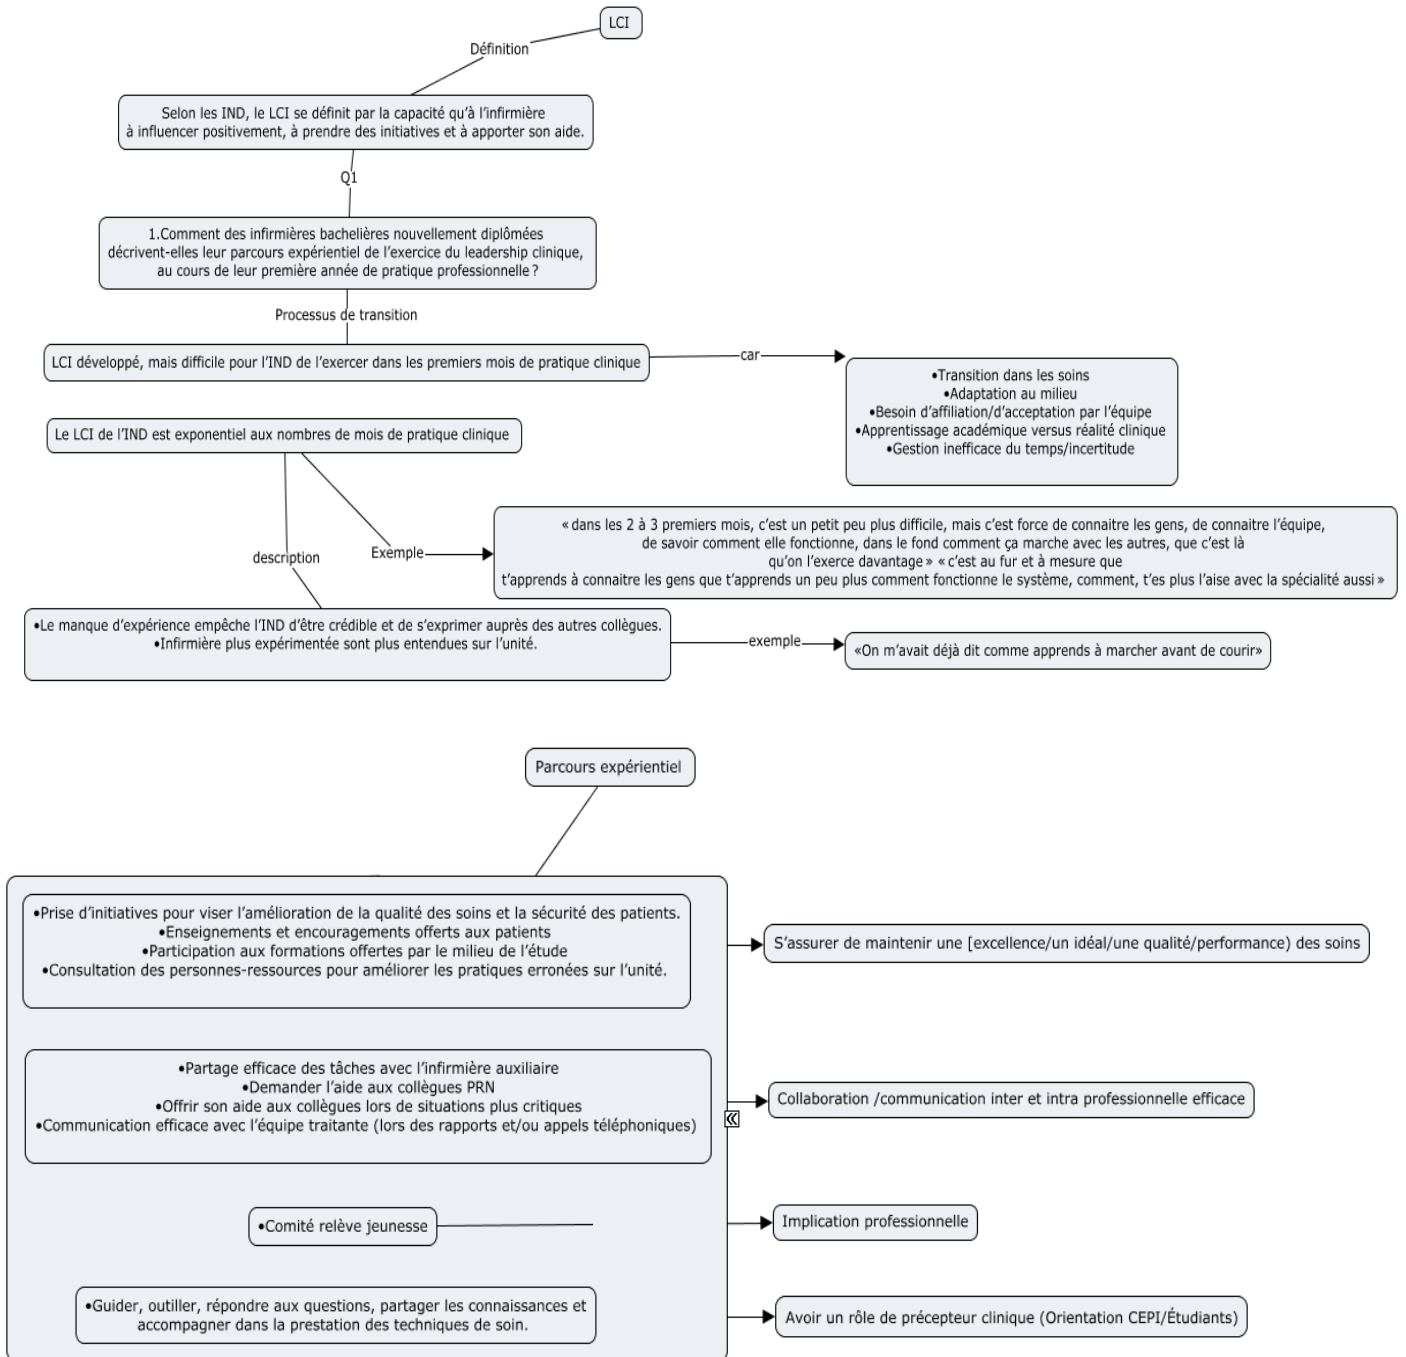 LCI
Définition
Selon les IND, le LCI se définit par la capacité qu'à l'infirmière
à influencer positivement, à prendre des initiatives et à apporter son aide.
Q1
1.Comment des infirmières bachelières nouvellement diplômées
décrivent-elles leur parcours expérientiel de l'exercice du leadership clinique,
au cours de leur première année de pratique professionnelle ?
Processus de transition
LCI développé, mais difficile pour l'IND de l'exercer dans les premiers mois de pratique clinique
car
•Transition dans les soins
•Adaptation au milieu
•Besoin d'affiliation/d'acceptation par l'équipe
•Apprentissage académique versus réalité clinique
•Gestion inefficace du temps/incertitude
Le LCI de l'IND est exponentiel aux nombres de mois de pratique clinique
description
Exemple
« dans les 2 à 3 premiers mois, c'est un petit peu plus difficile, mais c'est force de connaitre les gens, de connaitre l'équipe,
de savoir comment elle fonctionne, dans le fond comment ça marche avec les autres, que c'est là
qu'on l'exerce davantage » « c'est au fur et à mesure que
t'apprends à connaitre les gens que t'apprends un peu plus comment fonctionne le système, comment, t'es plus l'aise avec la spécialité aussi »
•Le manque d'expérience empêche l'IND d'être crédible et de s'exprimer auprès des autres collègues.
•Infirmière plus expérimentée sont plus entendues sur l'unité.
exemple
«On m'avait déjà dit comme apprends à marcher avant de courir»
Parcours expérientiel
•Prise d'initiatives pour viser l'amélioration de la qualité des soins et la sécurité des patients.
•Enseignements et encouragements offerts aux patients
•Participation aux formations offertes par le milieu de l'étude
•Consultation des personnes-ressources pour améliorer les pratiques erronées sur l'unité.
S'assurer de maintenir une [excellence/un idéal/une qualité/performance) des soins
•Partage efficace des tâches avec l'infirmière auxiliaire
•Demander l'aide aux collègues PRN
•Offrir son aide aux collègues lors de situations plus critiques
•Communication efficace avec l'équipe traitante (lors des rapports et/ou appels téléphoniques)
Collaboration /communication inter et intra professionnelle efficace
•Comité relève jeunesse
Implication professionnelle
•Guider, outiller, répondre aux questions, partager les connaissances et
accompagner dans la prestation des techniques de soin.
Avoir un rôle de précepteur clinique (Orientation CEPI/Étudiants)